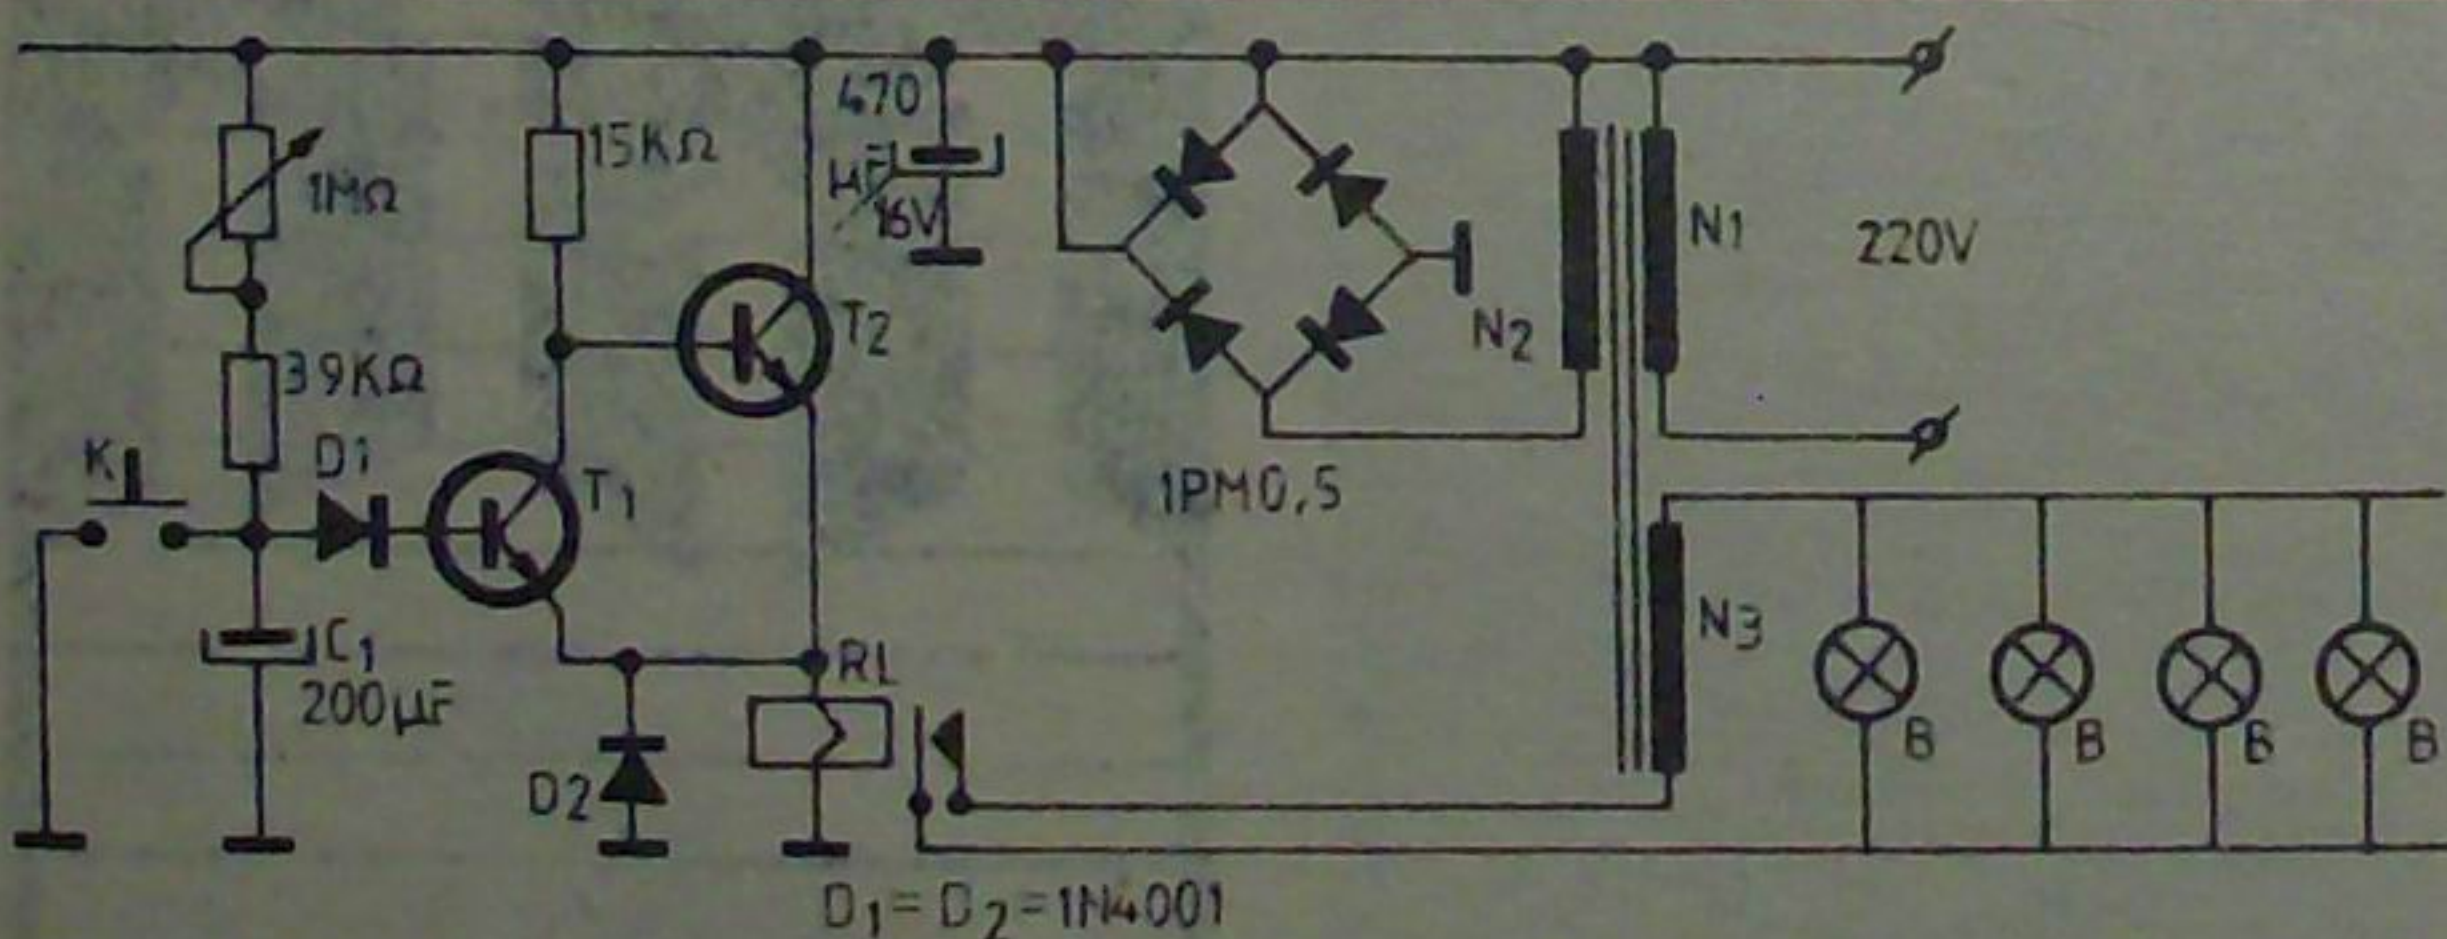 470
µF
16V
15KΩ
1MΩ
N1
220V
T2
N2
39KΩ
K
D1
T1
1PM0,5
C1
200µF
RL
N3
B
B
B
B
D2
D1=D2=1N4001